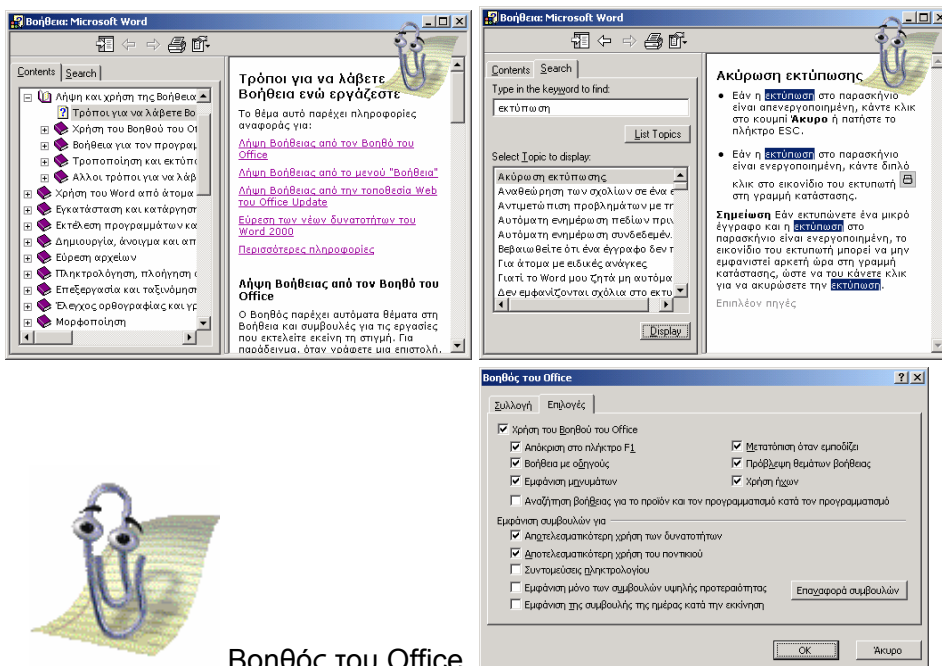 Βοήθεια: Microsoft Word
Contents
Search
Λήψη και χρήση της Βοήθεια
Τρόποι για να λάβετε Βο
Χρήση του Βοηθού του Of
Βοήθεια για τον προγραμ
Τροποποίηση και εκτύπ
Άλλοι τρόποι για να λάβ
Χρήση του Word από άτομα
Εγκατάσταση και κατάργηση
Εκτέλεση προγραμμάτων κα
Δημιουργία, άνοιγμα και απ
Εύρεση αρχείων
Πληκτρολόγηση, πλοήγηση
Επεξεργασία και ταξινόμηση
Έλεγχος ορθογραφίας και γρ
Μορφοποίηση
Τρόποι για να λάβετε
Βοήθεια ενώ εργάζεστε
Το θέμα αυτό παρέχει πληροφορίες
αναφοράς για:
Λήψη Βοήθειας από τον Βοηθό του
Office
Λήψη Βοήθειας από το μενού "Βοήθεια"
Λήψη Βοήθειας από την τοποθεσία Web
του Office Update
Εύρεση των νέων δυνατοτήτων του
Word 2000
Περισσότερες πληροφορίες
Λήψη Βοήθειας από τον Βοηθό του
Office
Ο Βοηθός παρέχει αυτόματα θέματα στη
Βοήθεια και συμβουλές για τις εργασίες
που εκτελείτε εκείνη τη στιγμή. Για
παράδειγμα, όταν γράφετε μια επιστολή,
Βοήθεια: Microsoft Word
Contents
Search
Type in the keyword to find:
εκτύπωση
List Topics
Select Topic to display:
Ακύρωση εκτύπωσης
Αναθεώρηση των σχολίων σε ένα ε
Αντιμετώπιση προβλημάτων με τη
Αυτόματη ενημέρωση πεδίων πριν
Αυτόματη ενημέρωση συνδεδεμέν
Βεβαιωθείτε ότι ένα έγγραφο δεν π
Για άτομα με ειδικές ανάγκες
Γιατί το Word μου ζητά μη αυτόμα
Δεν εμφανίζονται σχόλια στο εκτυ
Display
Ακύρωση εκτύπωσης
• Εάν η εκτύπωση στο παρασκήνιο
είναι απενεργοποιημένη, κάντε κλικ
στο κουμπί Άκυρο ή πατήστε το
πλήκτρο ESC.
• Εάν η εκτύπωση στο παρασκήνιο
είναι ενεργοποιημένη, κάντε διπλό
κλικ στο εικονίδιο του εκτυπωτή
στη γραμμή κατάστασης.
Σημείωση Εάν εκτυπώνετε ένα μικρό
έγγραφο και η εκτύπωση στο
παρασκήνιο είναι ενεργοποιημένη, το
εικονίδιο του εκτυπωτή μπορεί να μην
εμφανιστεί αρκετή ώρα στη γραμμή
κατάστασης, ώστε να του κάνετε κλικ
για να ακυρώσετε την εκτύπωση.
Επιπλέον πηγές
Βοηθός του Office
Βοηθός του Office
Συλλογή
Επιλογές
Χρήση του Βοηθού του Office
Απόκριση στο πλήκτρο F1
Μετατόπιση όταν εμποδίζει
Βοήθεια με οδηγούς
Πρόβλεψη θεμάτων βοήθειας
Εμφάνιση μηνυμάτων
Χρήση ήχων
Αναζήτηση βοήθειας για το προϊόν και τον προγραμματισμό κατά τον προγραμματισμό
Εμφάνιση συμβουλών για
Αποτελεσματικότερη χρήση των δυνατοτήτων
Αποτελεσματικότερη χρήση του ποντικιού
Συντομεύσεις πληκτρολογίου
Εμφάνιση μόνο των συμβουλών υψηλής προτεραιότητας
Επαναφορά συμβουλών
Εμφάνιση της συμβουλής της ημέρας κατά την εκκίνηση
OK
Άκυρο